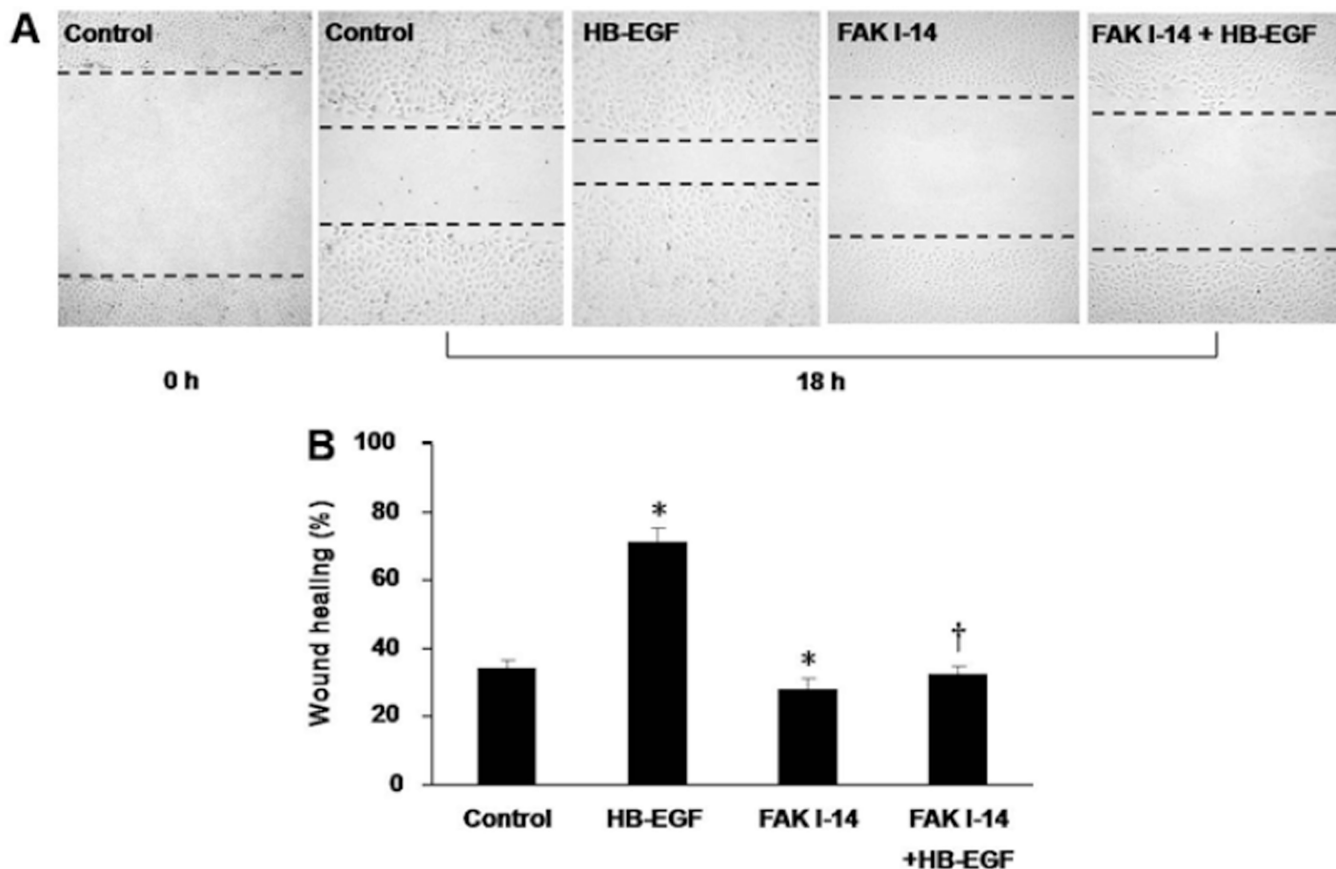 A
Control
Control
HB-EGF
FAK I-14
FAK I-14 + HB-EGF
0 h
18 h
B
Wound healing (%)
100
80
60
40
20
0
*
*
†
Control
HB-EGF
FAK I-14
FAK I-14
+HB-EGF